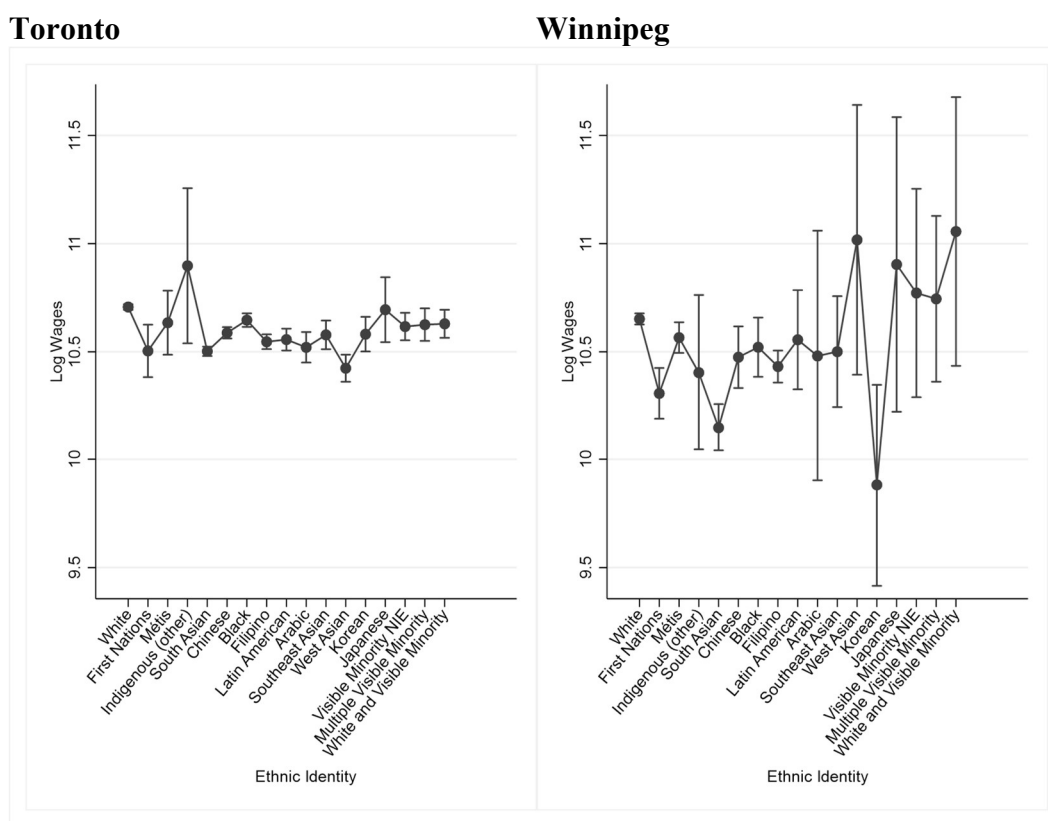 Toronto
Winnipeg
Log Wages
11.5
11
10.5
10
9.5
White
First Nations
Métis
Indigenous (other)
South Asian
Chinese
Black
Filipino
Latin American
Arabic
Southeast Asian
West Asian
Korean
Japanese
Visible Minority NIE
Multiple Visible Minority
White and Visible Minority
Ethnic Identity
Log Wages
11.5
11
10.5
10
9.5
White
First Nations
Métis
Indigenous (other)
South Asian
Chinese
Black
Filipino
Latin American
Arabic
Southeast Asian
West Asian
Korean
Japanese
Visible Minority NIE
Multiple Visible Minority
White and Visible Minority
Ethnic Identity